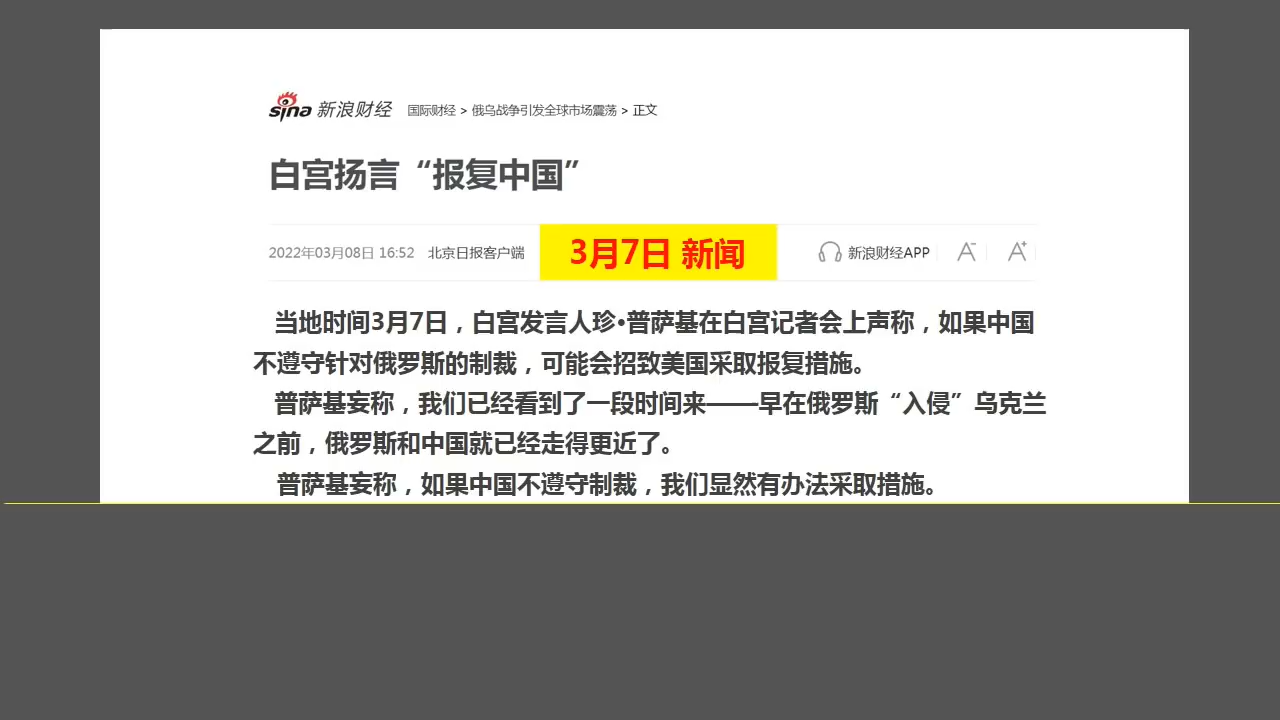 sina 新浪财经 国际财经 > 俄乌战争引发全球市场震荡 > 正文
白宫扬言“报复中国”
2022年03月08日 16:52 北京日报客户端 3月7日 新闻 新浪财经APP A- A+
当地时间3月7日，白宫发言人珍•普萨基在白宫记者会上声称，如果中国
不遵守针对俄罗斯的制裁，可能会招致美国采取报复措施。
普萨基妄称，我们已经看到了一段时间来——早在俄罗斯“入侵”乌克兰
之前，俄罗斯和中国就已经走得更近了。
普萨基妄称，如果中国不遵守制裁，我们显然有办法采取措施。